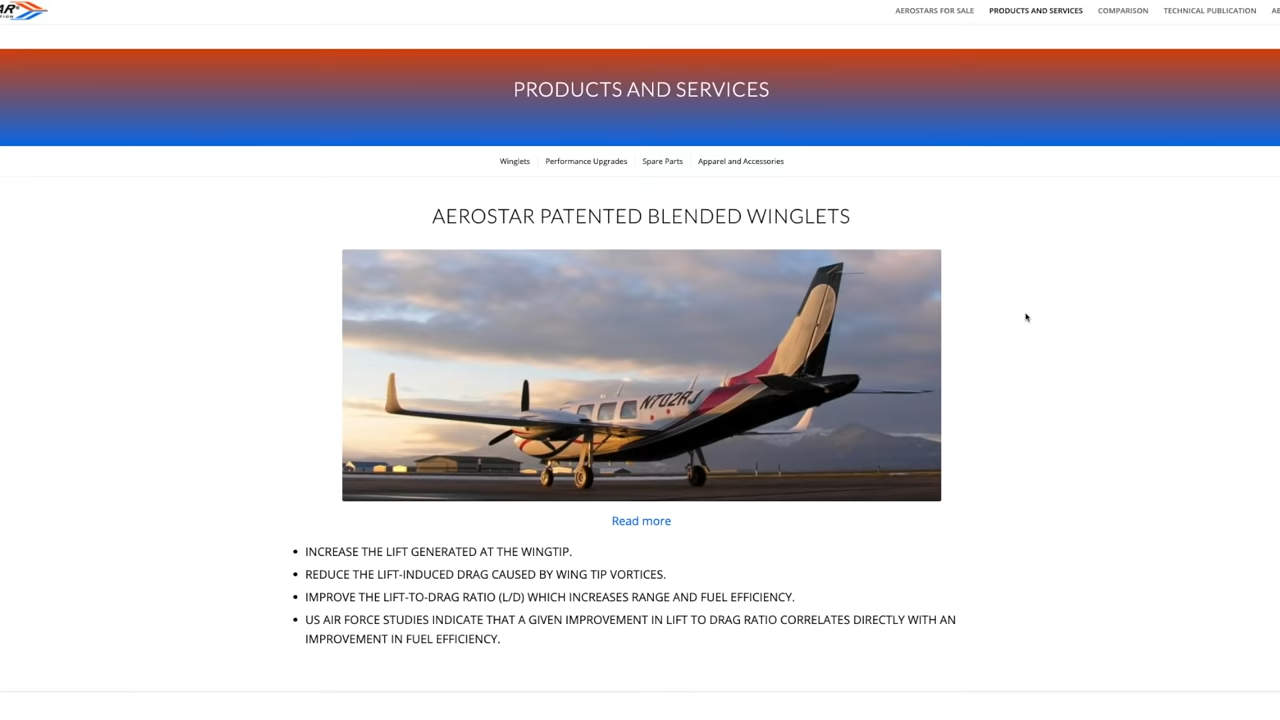 AR
TION
AEROSTARS FOR SALE PRODUCTS AND SERVICES COMPARISON TECHNICAL PUBLICATION
PRODUCTS AND SERVICES
Winglets Performance Upgrades Spare Parts Apparel and Accessories
AEROSTAR PATENTED BLENDED WINGLETS
N702RJ
Read more
• INCREASE THE LIFT GENERATED AT THE WINGTIP.
• REDUCE THE LIFT-INDUCED DRAG CAUSED BY WING TIP VORTICES.
• IMPROVE THE LIFT-TO-DRAG RATIO (L/D) WHICH INCREASES RANGE AND FUEL EFFICIENCY.
• US AIR FORCE STUDIES INDICATE THAT A GIVEN IMPROVEMENT IN LIFT TO DRAG RATIO CORRELATES DIRECTLY WITH AN
IMPROVEMENT IN FUEL EFFICIENCY.